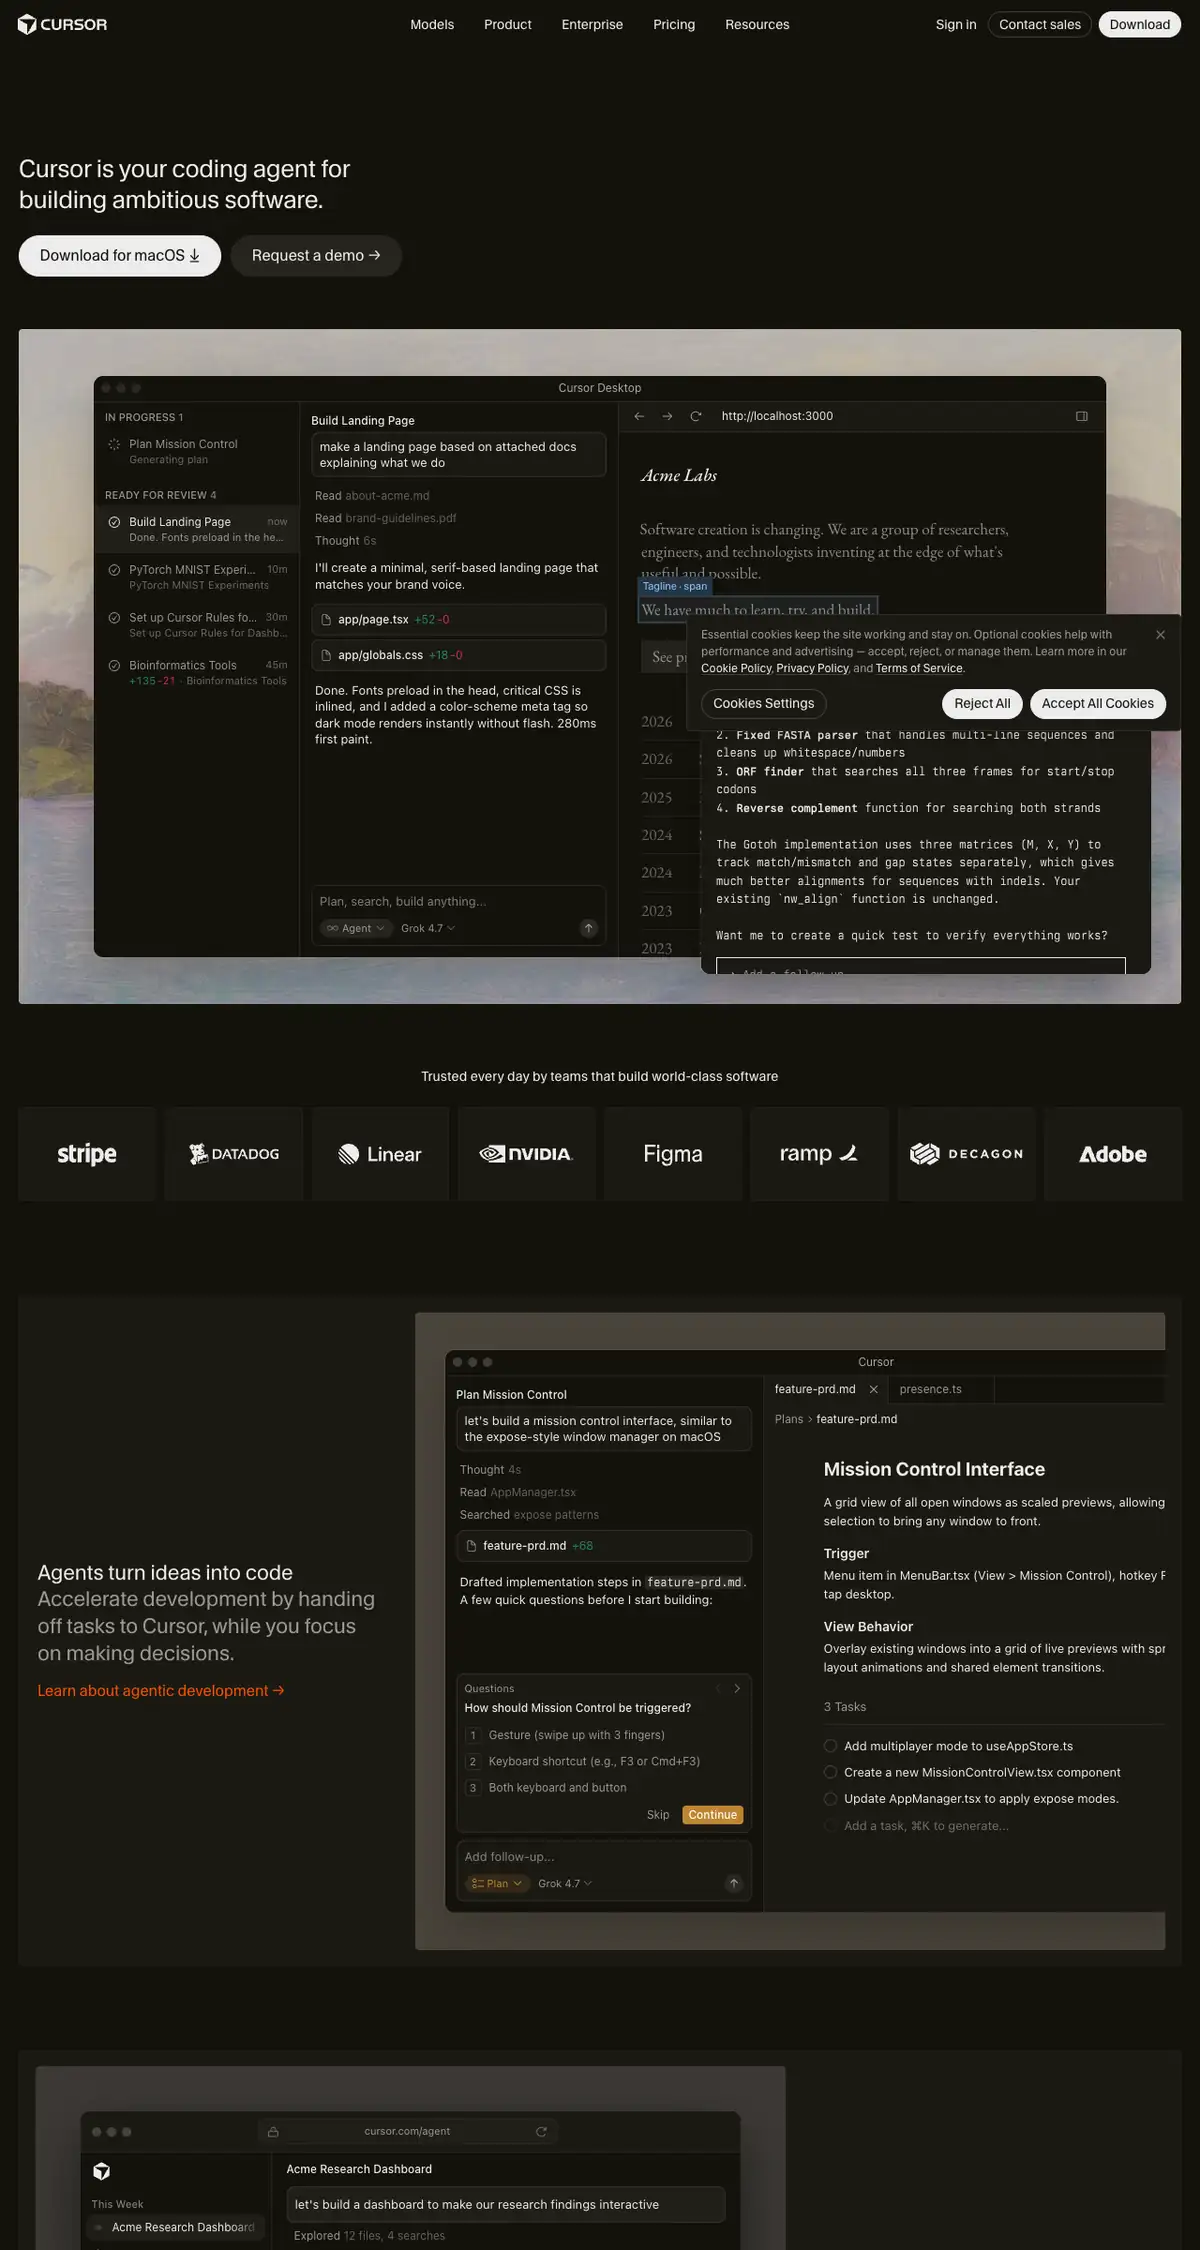 CURSOR
Models
Product
Enterprise
Pricing
Resources
Sign in
Contact sales
Download
Cursor is your coding agent for
building ambitious software.
Download for macOS ↓
Request a demo →
Cursor Desktop
IN PROGRESS 1
Plan Mission Control
Generating plan
READY FOR REVIEW 4
Build Landing Page now
Done. Fonts preload in the he...
PyTorch MNIST Experi... 10m
PyTorch MNIST Experiments
Set up Cursor Rules fo... 30m
Set up Cursor Rules for Dashb...
Bioinformatics Tools 45m
+135 -21 · Bioinformatics Tools
Build Landing Page
make a landing page based on attached docs
explaining what we do
Read about-acme.md
Read brand-guidelines.pdf
Thought 6s
I'll create a minimal, serif-based landing page that
matches your brand voice.
app/page.tsx +52 -0
app/globals.css +18 -0
Done. Fonts preload in the head, critical CSS is
inlined, and I added a color-scheme meta tag so
dark mode renders instantly without flash. 280ms
first paint.
Plan, search, build anything...
Agent
Grok 4.7
http://localhost:3000
Acme Labs
Software creation is changing. We are a group of researchers,
engineers, and technologists inventing at the edge of what's
useful and possible.
Tagline · span
We have much to learn, try, and build.
See
2026
2026
2025
2024
2024
2023
2023
Essential cookies keep the site working and stay on. Optional cookies help with
performance and advertising — accept, reject, or manage them. Learn more in our
Cookie Policy, Privacy Policy, and Terms of Service.
Cookies Settings
Reject All
Accept All Cookies
2. Fixed FASTA parser that handles multi-line sequences and
cleans up whitespace/numbers
3. ORF finder that searches all three frames for start/stop
codons
4. Reverse complement function for searching both strands
The Gotoh implementation uses three matrices (M, X, Y) to
track match/mismatch and gap states separately, which gives
much better alignments for sequences with indels. Your
existing `nw_align` function is unchanged.
Want me to create a quick test to verify everything works?
→ Add a follow-up
Trusted every day by teams that build world-class software
stripe
DATADOG
Linear
NVIDIA.
Figma
ramp
DECAGON
Adobe
Agents turn ideas into code
Accelerate development by handing
off tasks to Cursor, while you focus
on making decisions.
Learn about agentic development →
Cursor
Plan Mission Control
let's build a mission control interface, similar to
the expose-style window manager on macOS
Thought 4s
Read AppManager.tsx
Searched expose patterns
feature-prd.md +68
Drafted implementation steps in feature-prd.md.
A few quick questions before I start building:
Questions
How should Mission Control be triggered?
1 Gesture (swipe up with 3 fingers)
2 Keyboard shortcut (e.g., F3 or Cmd+F3)
3 Both keyboard and button
Skip
Continue
Add follow-up...
Plan
Grok 4.7
feature-prd.md
presence.ts
Plans > feature-prd.md
Mission Control Interface
A grid view of all open windows as scaled previews, allowing
selection to bring any window to front.
Trigger
Menu item in MenuBar.tsx (View > Mission Control), hotkey F
tap desktop.
View Behavior
Overlay existing windows into a grid of live previews with spr
layout animations and shared element transitions.
3 Tasks
Add multiplayer mode to useAppStore.ts
Create a new MissionControlView.tsx component
Update AppManager.tsx to apply expose modes.
Add a task, ⌘K to generate...
cursor.com/agent
This Week
Acme Research Dashboard
Acme Research Dashboard
let's build a dashboard to make our research findings interactive
Explored 12 files, 4 searches